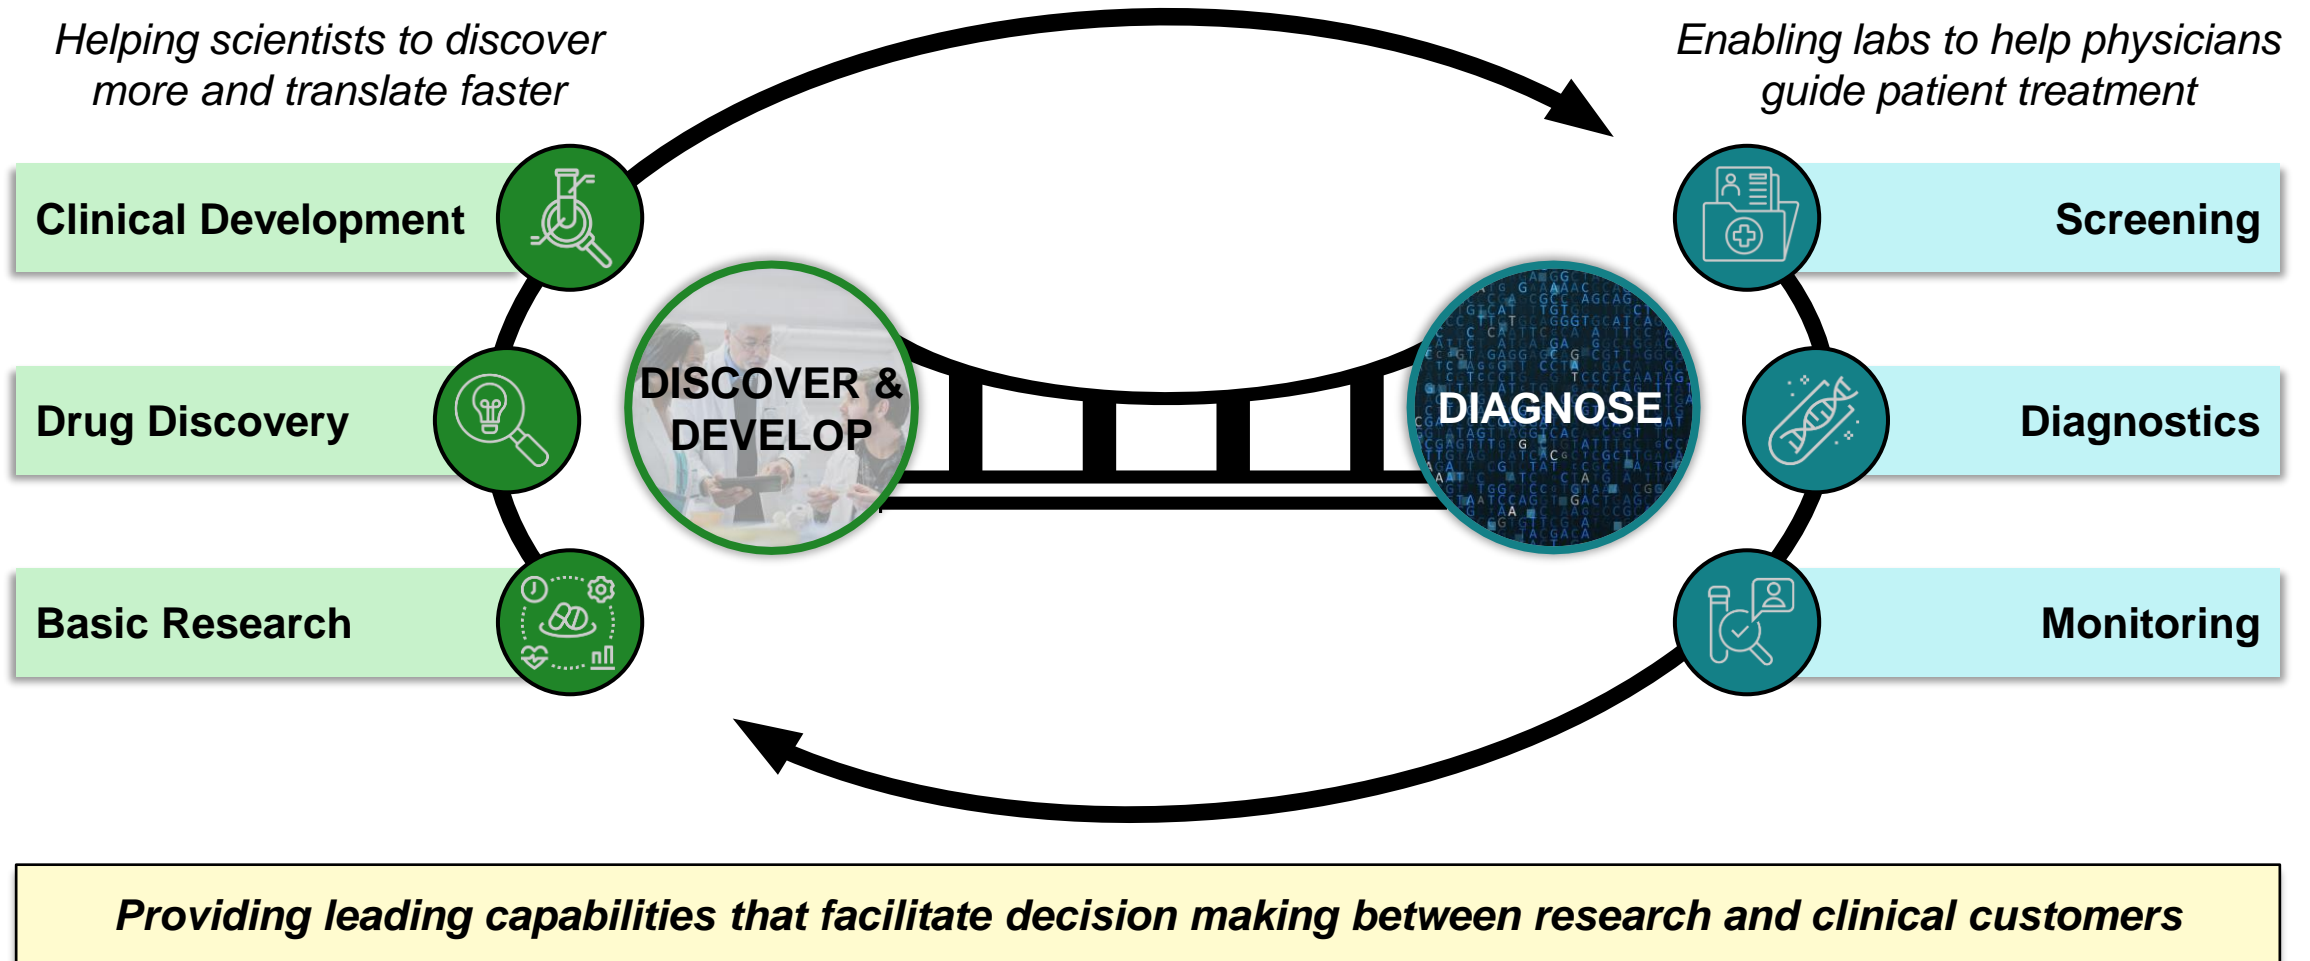 Helping scientists to discover
more and translate faster
Enabling labs to help physicians
guide patient treatment
Clinical Development
Drug Discovery
Basic Research
DISCOVER &
DEVELOP
DIAGNOSE
Screening
Diagnostics
Monitoring
Providing leading capabilities that facilitate decision making between research and clinical customers